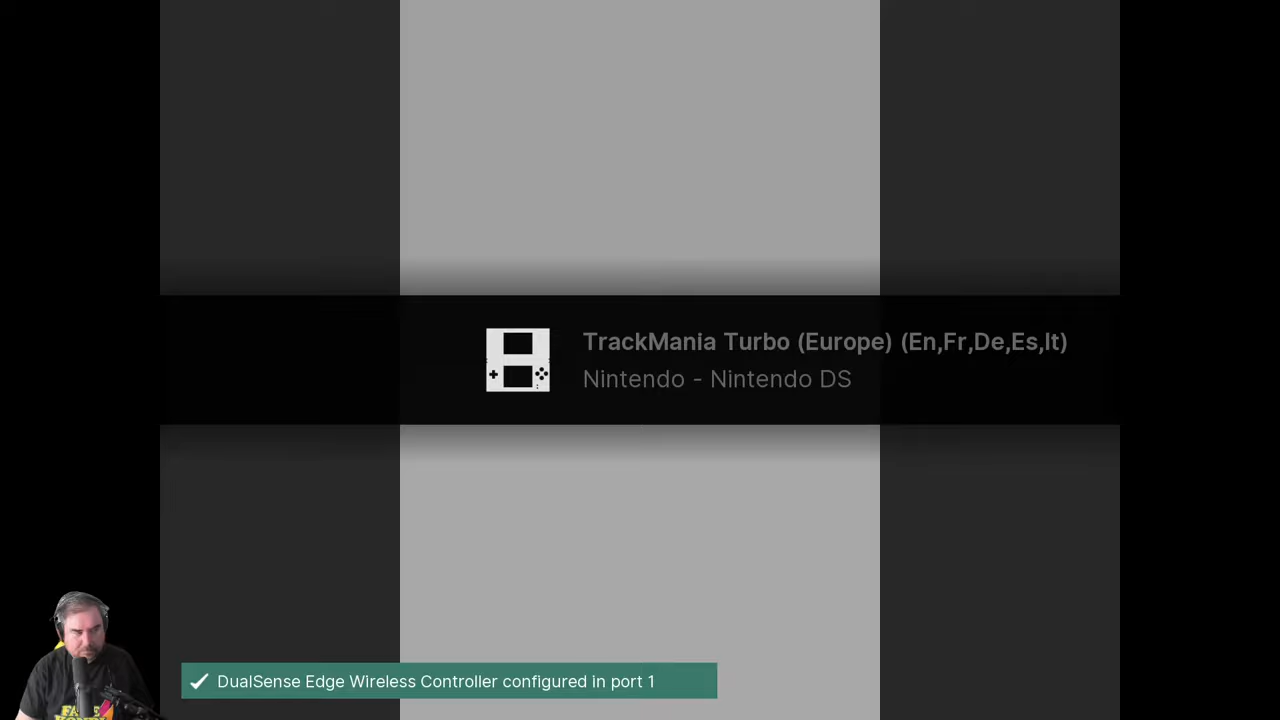 TrackMania Turbo (Europe) (En,Fr,De,Es,It)
Nintendo - Nintendo DS
DualSense Edge Wireless Controller configured in port 1